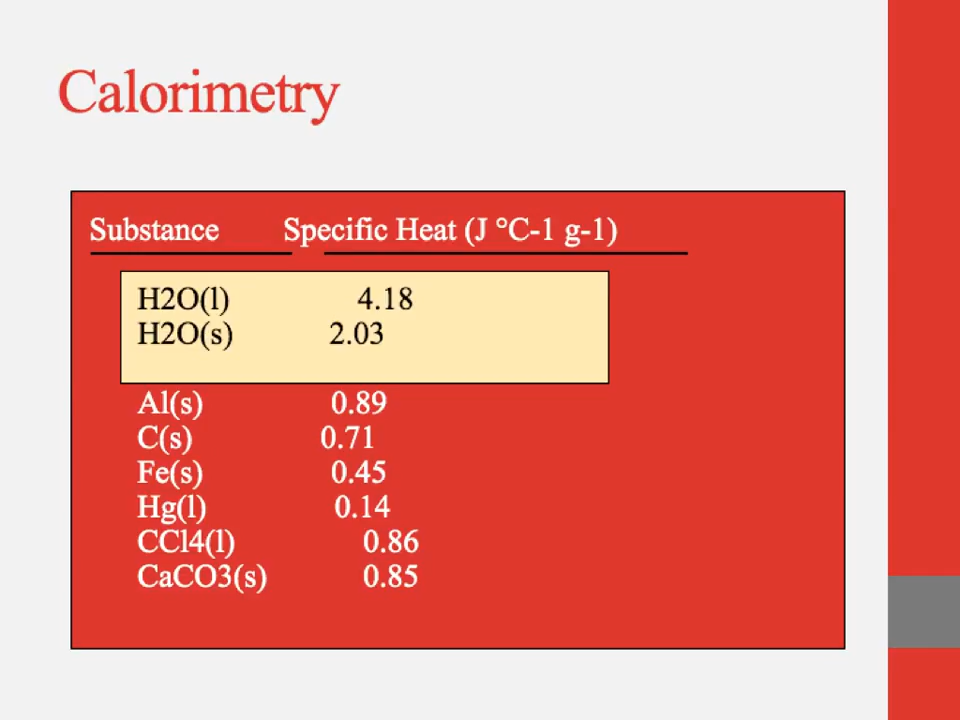 Calorimetry
Substance Specific Heat (J °C-1 g-1)
H2O(l) 4.18
H2O(s) 2.03
Al(s) 0.89
C(s) 0.71
Fe(s) 0.45
Hg(l) 0.14
CCl4(l) 0.86
CaCO3(s) 0.85